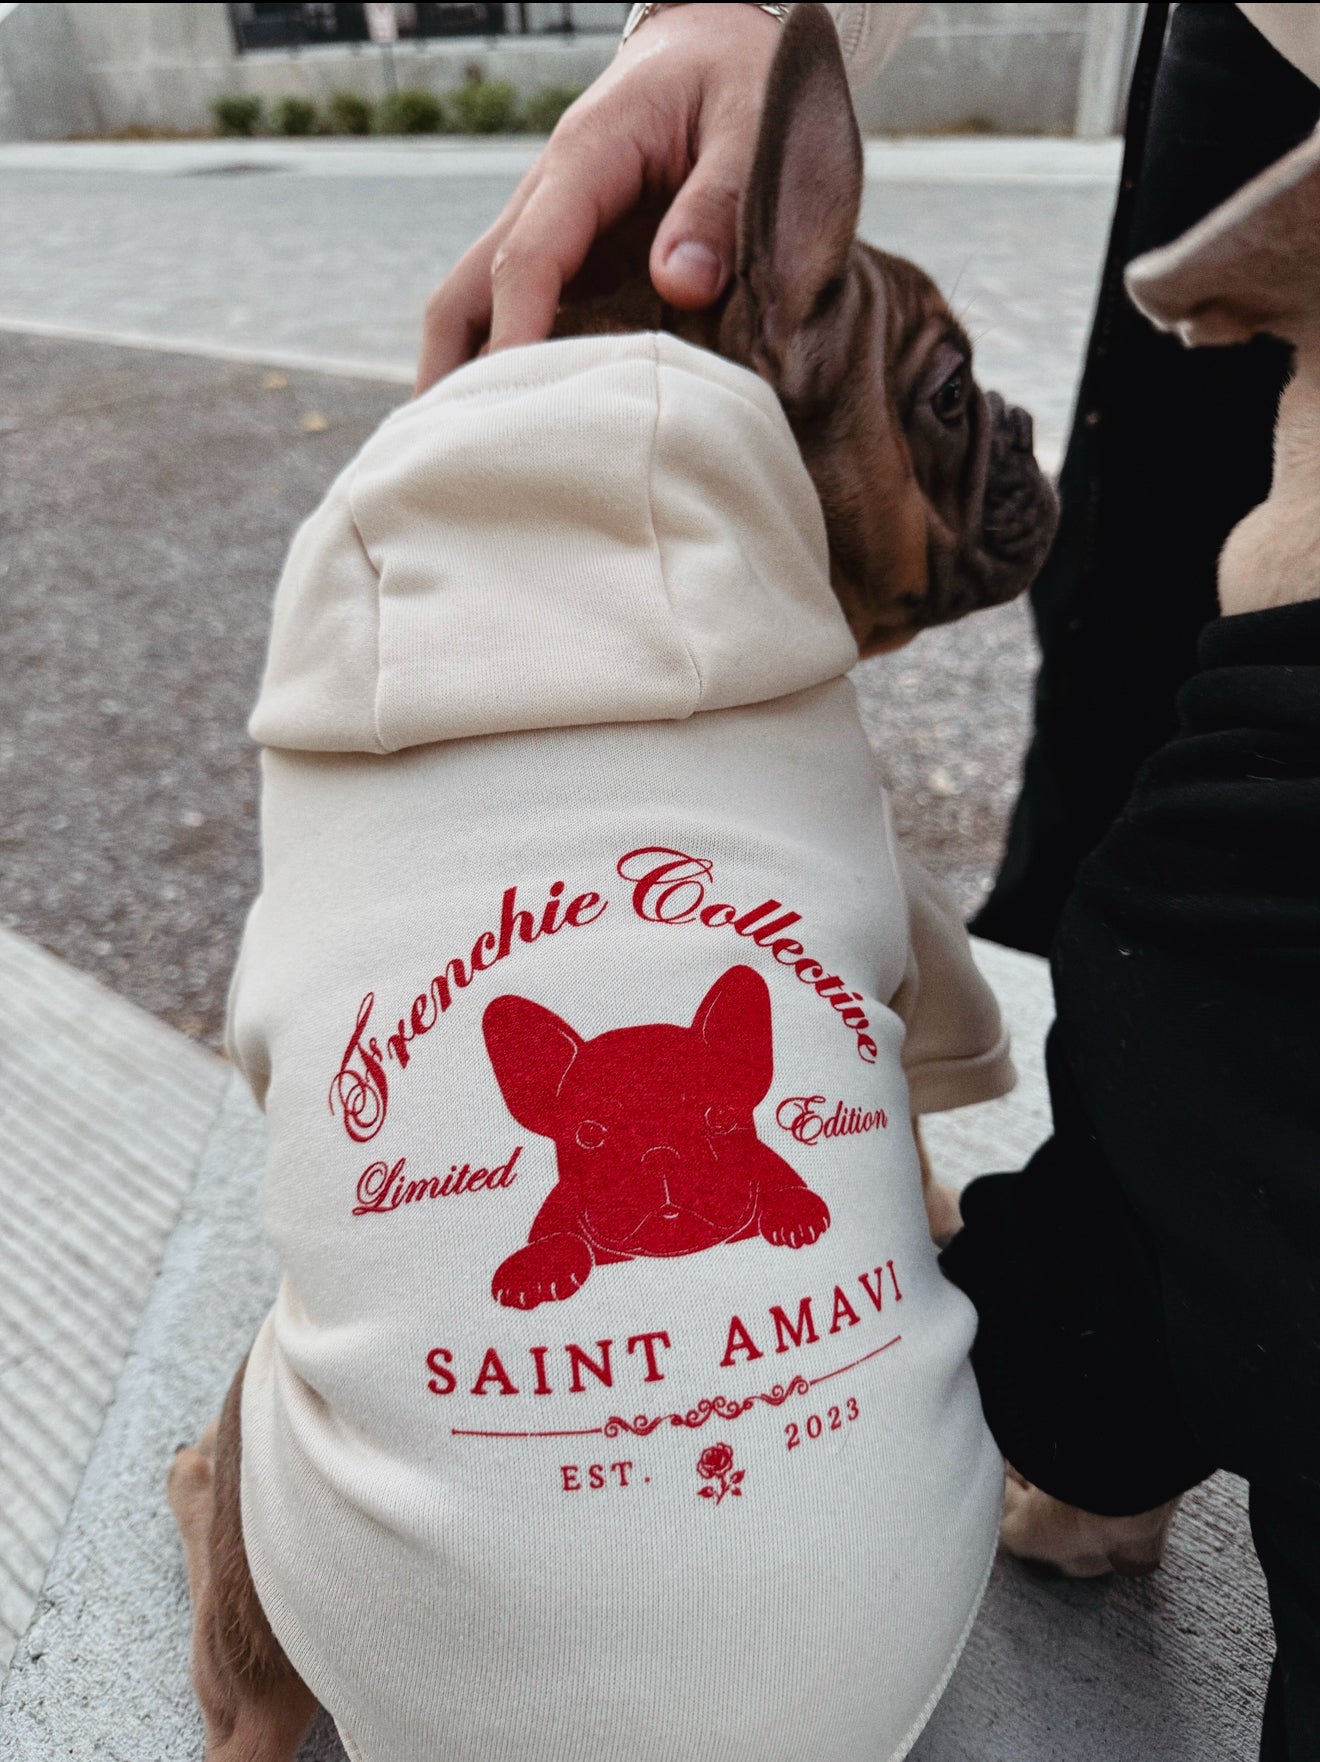 Frenchie Collective
Limited Edition
SAINT AMAVI
EST. 2023